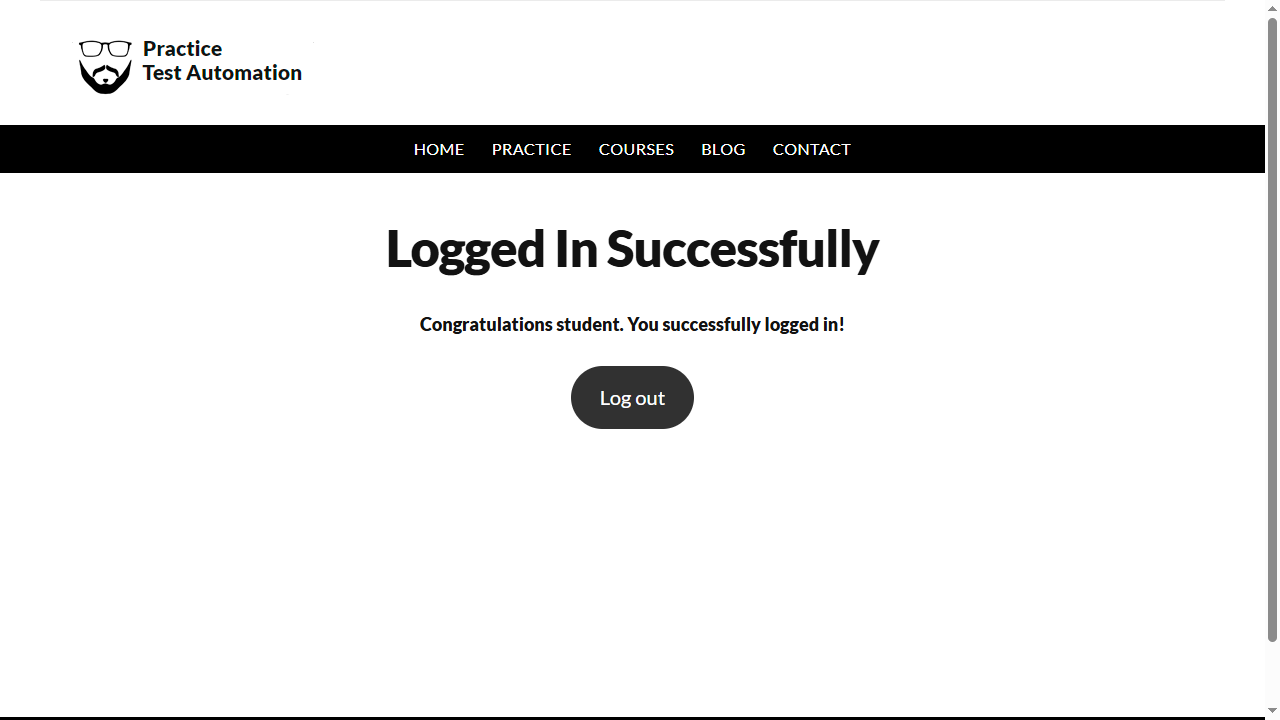 Practice
Test Automation
HOME PRACTICE COURSES BLOG CONTACT
Logged In Successfully
Congratulations student. You successfully logged in!
Log out